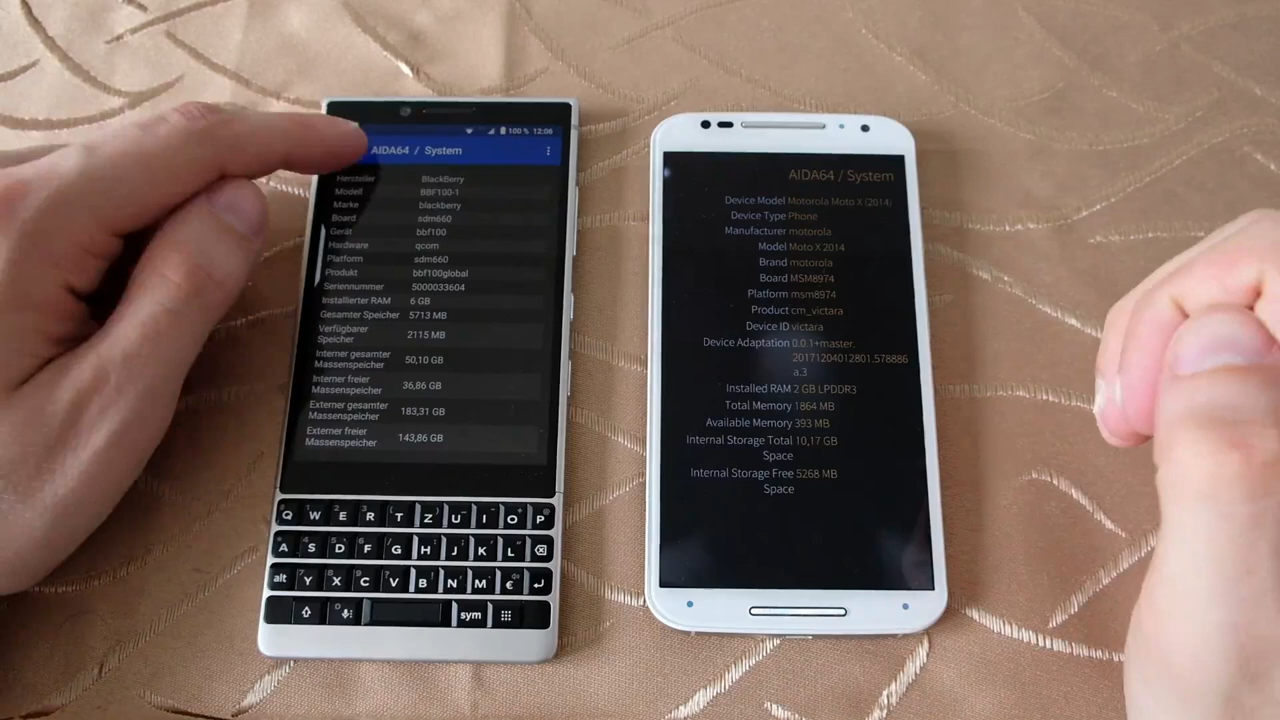 100 % 12:06
AIDA64 / System
Hersteller BlackBerry
Modell BBF100-1
Marke blackberry
Board sdm660
Gerät bbf100
Hardware qcom
Platform sdm660
Produkt bbf100global
Seriennummer 5000033604
Installierter RAM 6 GB
Gesamter Speicher 5713 MB
Verfügbarer
Speicher 2115 MB
Interner gesamter
Massenspeicher 50,10 GB
Interner freier
Massenspeicher 36,86 GB
Externer gesamter
Massenspeicher 183,31 GB
Externer freier
Massenspeicher 143,86 GB
Q W E R T Z U I O P
A S D F G H J K L
alt Y X C V B N M €
sym
AIDA64 / System
Device Model Motorola Moto X (2014)
Device Type Phone
Manufacturer motorola
Model Moto X 2014
Brand motorola
Board MSM8974
Platform msm8974
Product cm_victara
Device ID victara
Device Adaptation 0.0.1+master.
20171204012801.578886
a.3
Installed RAM 2 GB LPDDR3
Total Memory 1864 MB
Available Memory 393 MB
Internal Storage Total 10,17 GB
Space
Internal Storage Free 5268 MB
Space